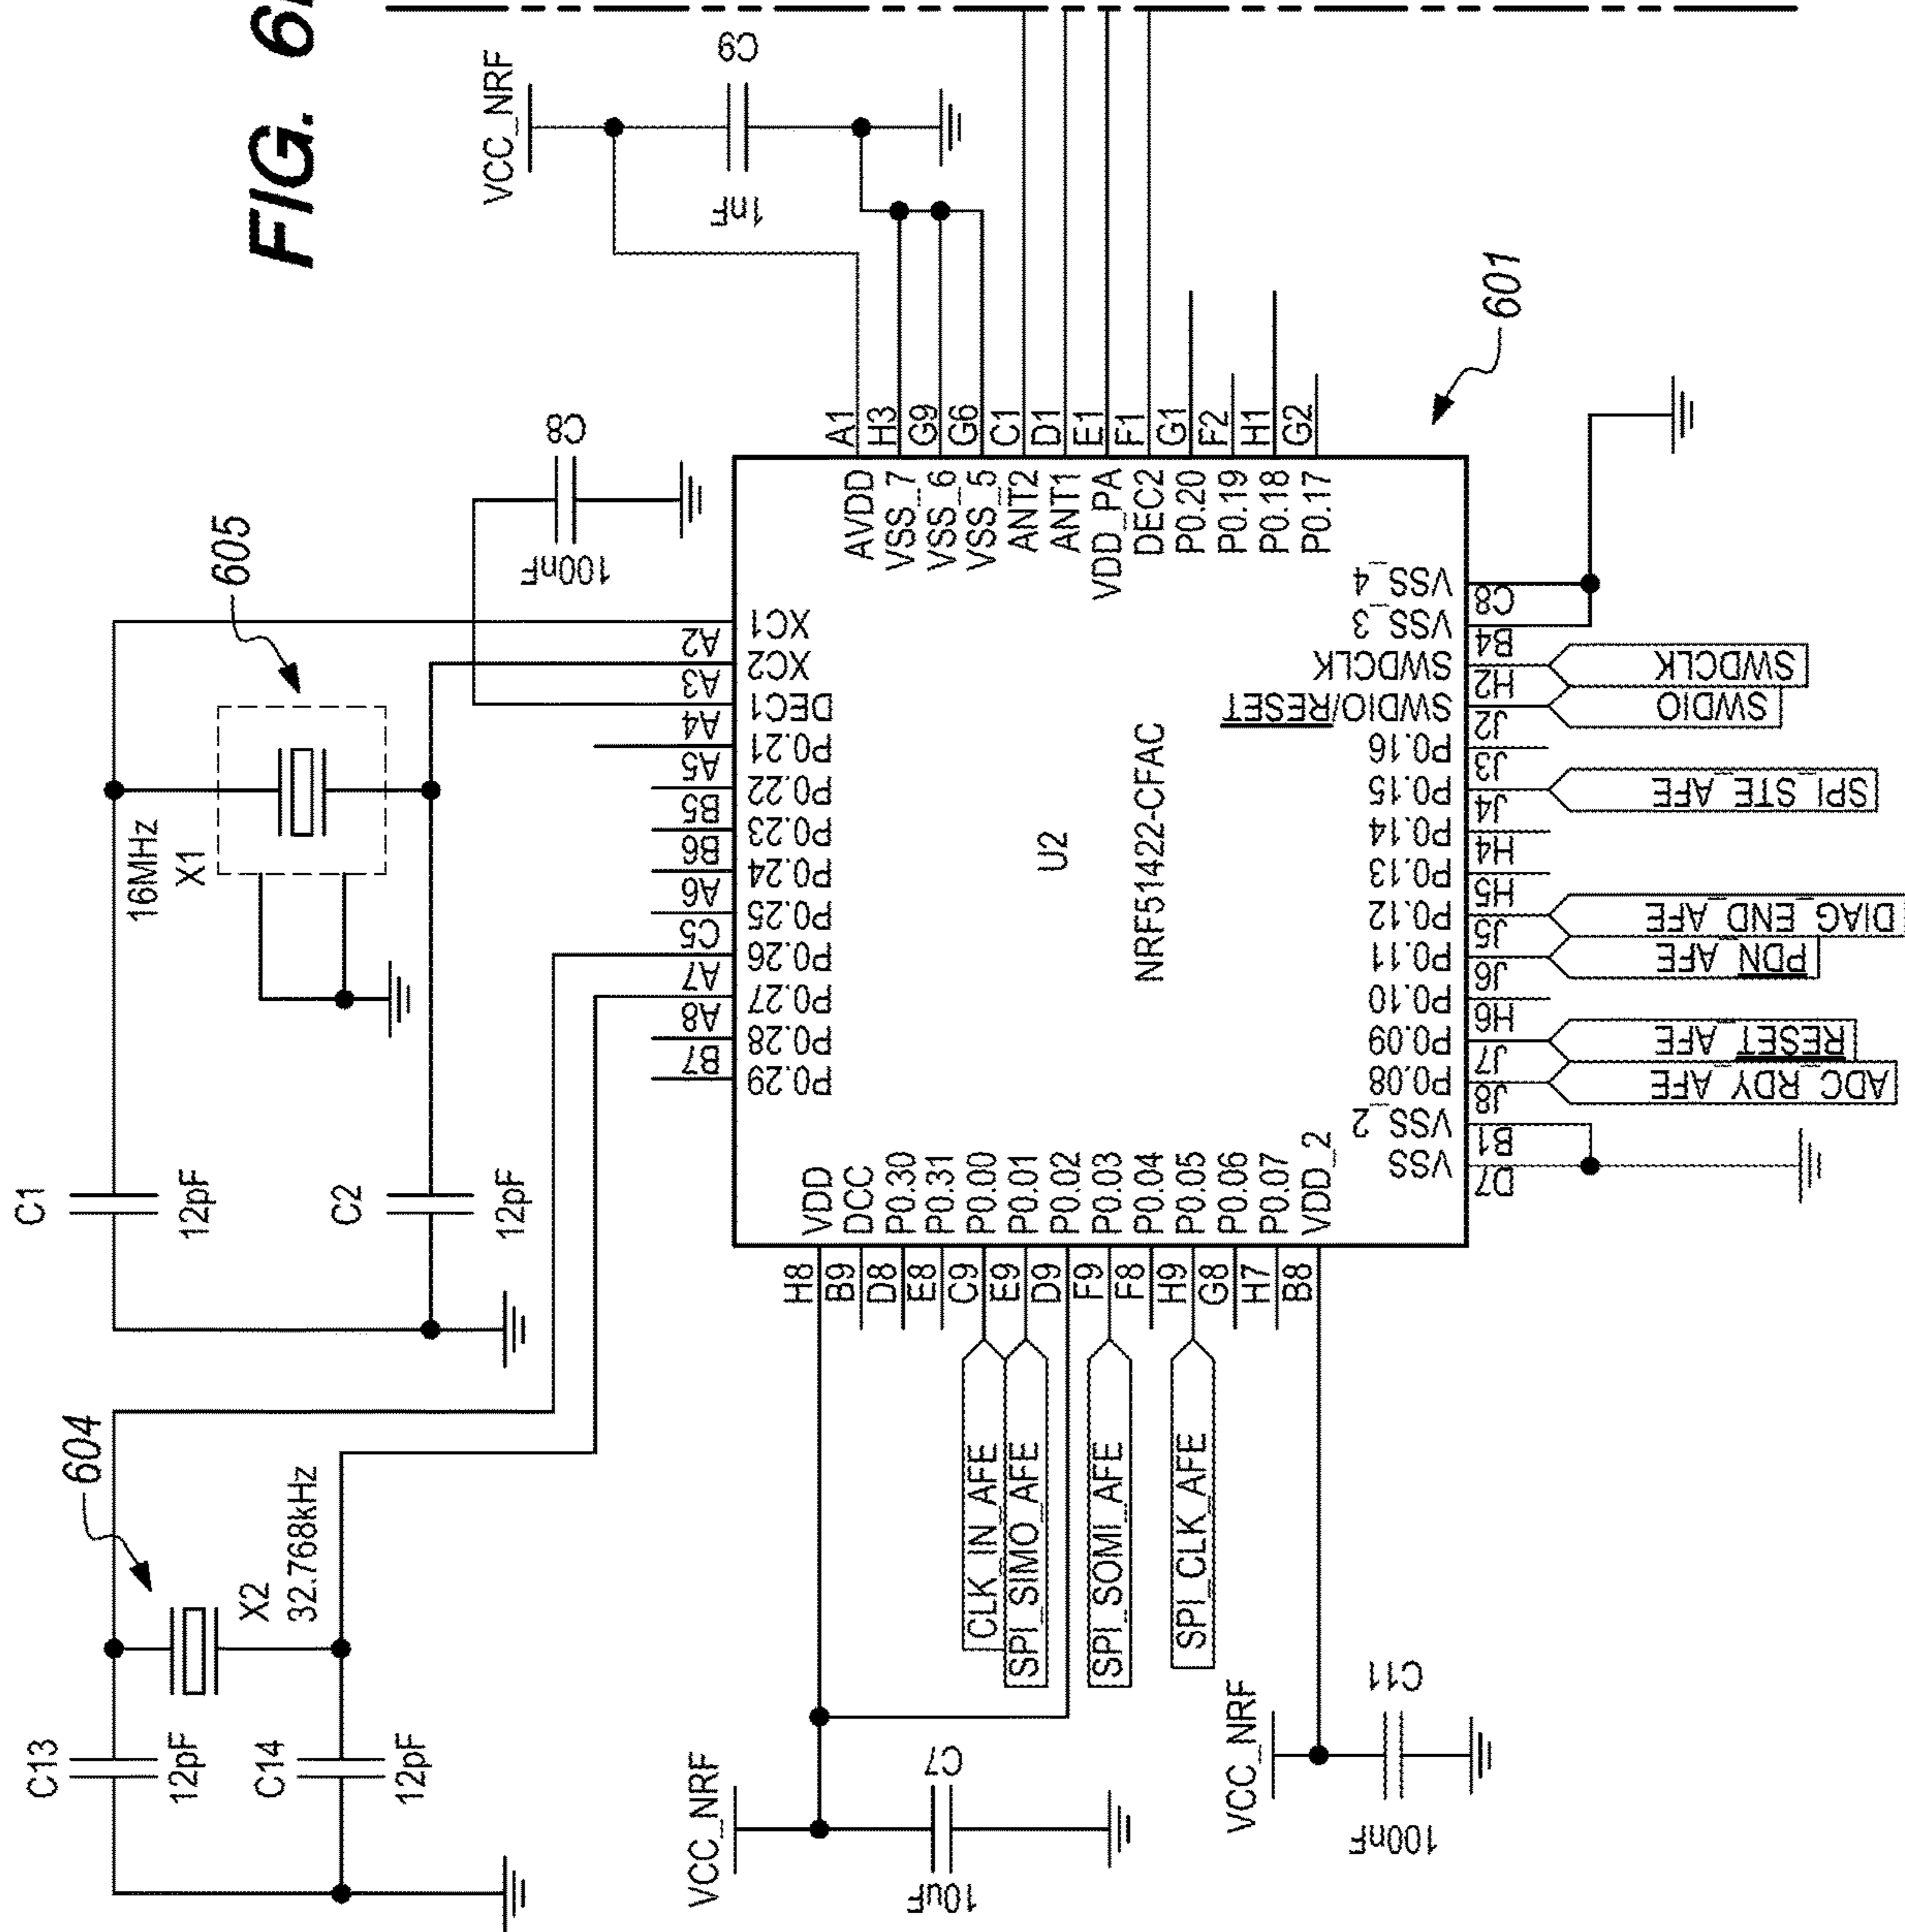 FIG. 6
VCC_NRF
C9
1nF
C8
100nF
605
16MHz
X1
C1
12pF
C2
12pF
604
X2
32.768kHz
C13
12pF
C14
12pF
A1
H3
G9
G6
C1
D1
E1
F1
G1
F2
H1
G2
AVDD
VSS_7
VSS_6
VSS_5
ANT2
ANT1
VDD_PA
DEC2
P0.20
P0.19
P0.18
P0.17
601
XC1
A2
XC2
A3
DEC1
A4
P0.21
A5
P0.22
B5
P0.23
B6
P0.24
A6
P0.25
C5
P0.26
A7
P0.27
A8
P0.28
B7
P0.29
U2
NRF51422-CFAC
VSS_4
C8
VSS_3
B4
SWDCLK
H2
SWDIO/RESET
J2
P0.16
J3
P0.15
J4
P0.14
H4
P0.13
H5
P0.12
J5
P0.11
J6
P0.10
H6
P0.09
J7
P0.08
J8
VSS_2
B1
VSS
D7
SWDCLK
SWDIO
SPI_STE_AFE
DIAG_END_AFE
PDN_AFE
RESET_AFE
ADC_RDY_AFE
VDD
DCC
P0.30
P0.31
P0.00
P0.01
P0.02
P0.03
P0.04
P0.05
P0.06
P0.07
VDD_2
H8
B9
D8
E8
C9
E9
D9
F9
F8
H9
G8
H7
B8
CLK_IN_AFE
SPI_SIMO_AFE
SPI_SOMI_AFE
SPI_CLK_AFE
VCC_NRF
C7
10uF
VCC_NRF
C11
100nF